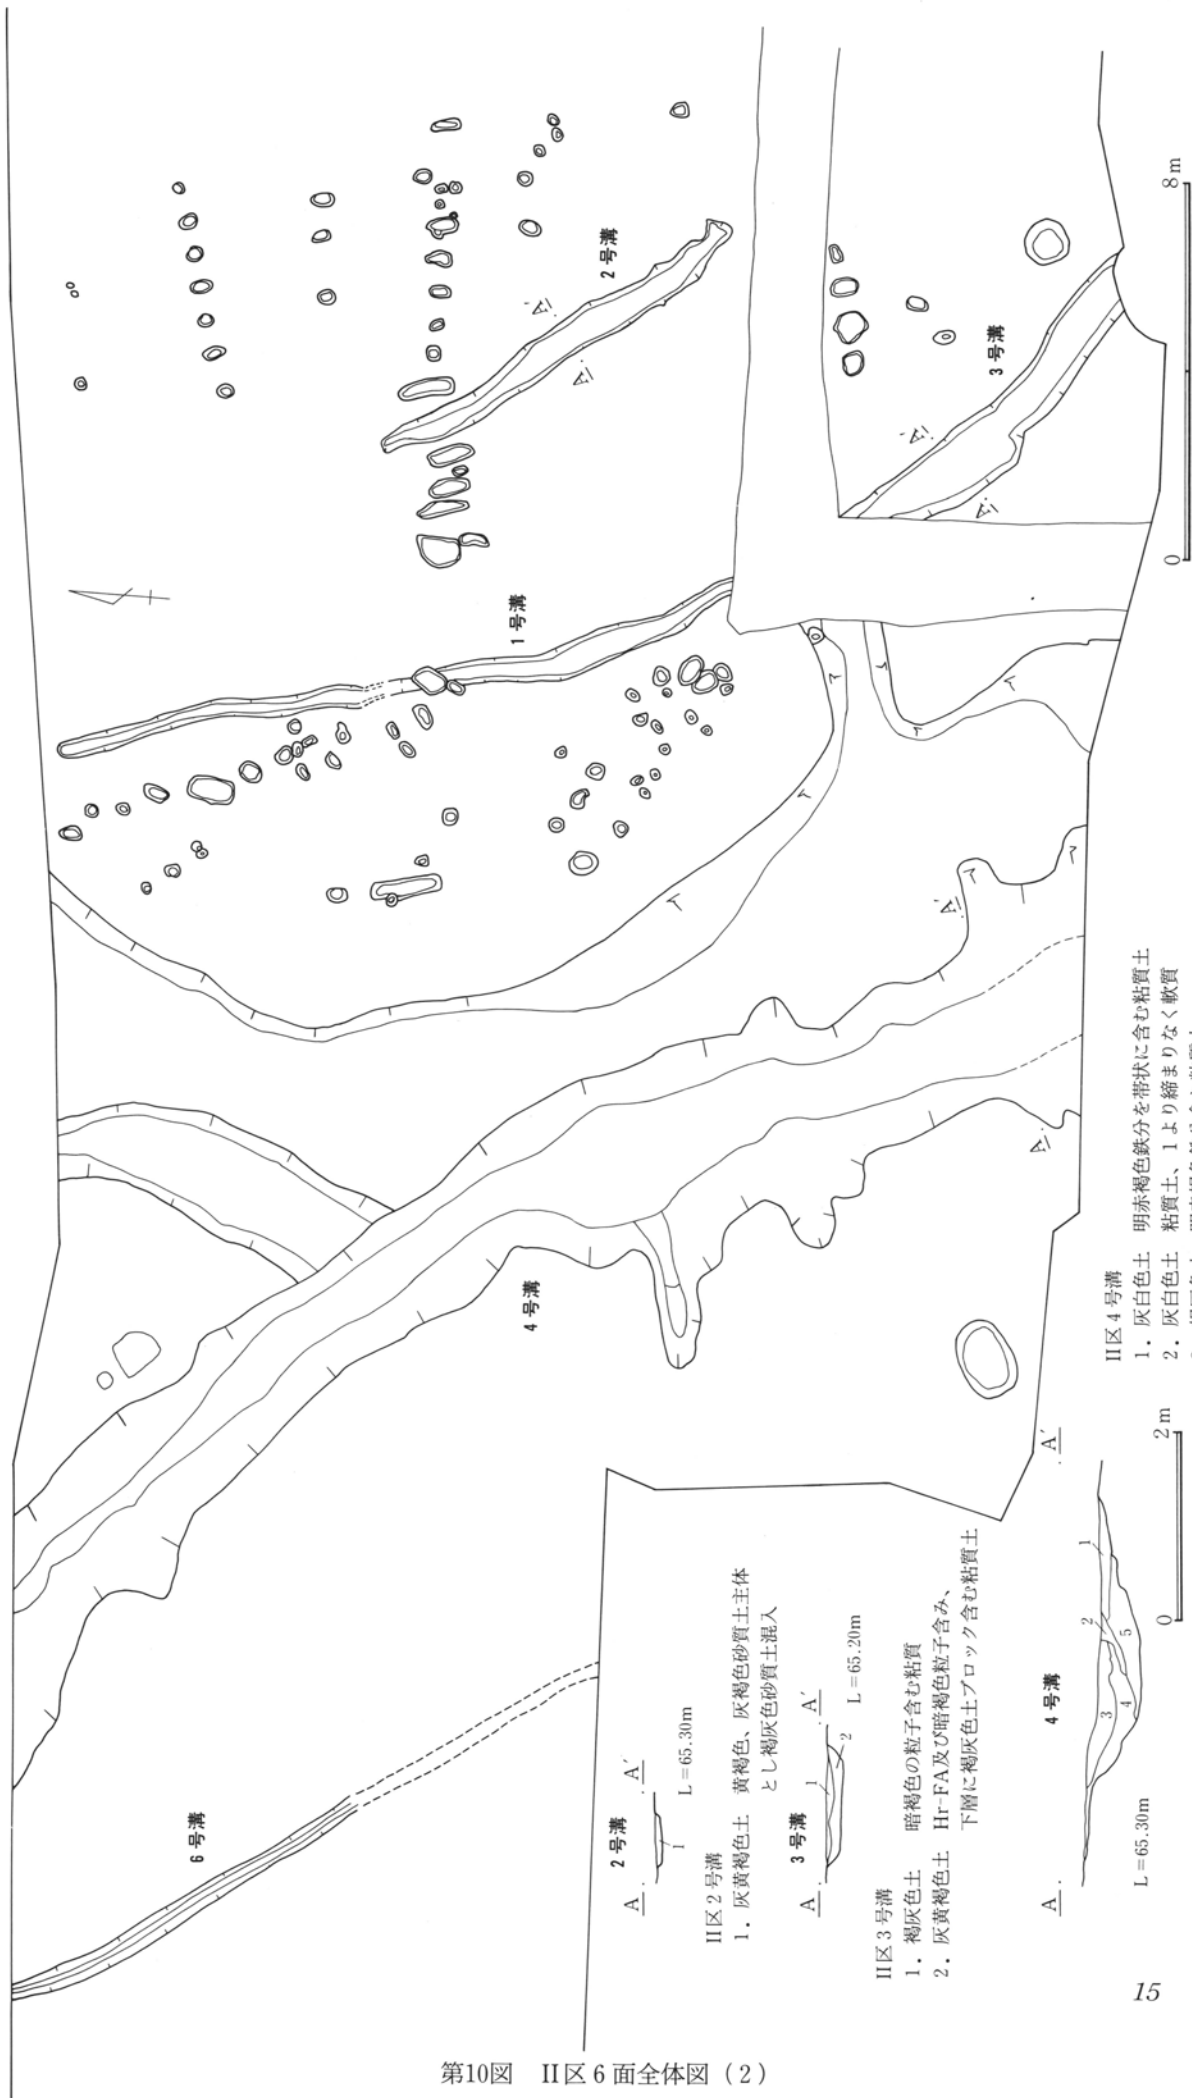 1号溝
2号溝
A
A′
3号溝
A
A′
4号溝
A
A′
6号溝
0
8m
2号溝
A
A′
L=65.30m
1
II区2号溝
1. 灰黄褐色土 黄褐色、灰褐色砂質土主体
とし褐灰色砂質土混入
3号溝
A
A′
L=65.20m
1
2
II区3号溝
1. 褐灰色土 暗褐色の粒子含む粘質
2. 灰黄褐色土 Hr-FA及び暗褐色粒子含み、
下層に褐灰色土ブロック含む粘質土
4号溝
A
A′
L=65.30m
1
2
3
4
5
0
2m
II区4号溝
1. 灰白色土 明赤褐色鉄分を帯状に含む粘質土
2. 灰白色土 粘質土、1より締まりなく軟質
15
第10図 II区6面全体図(2)